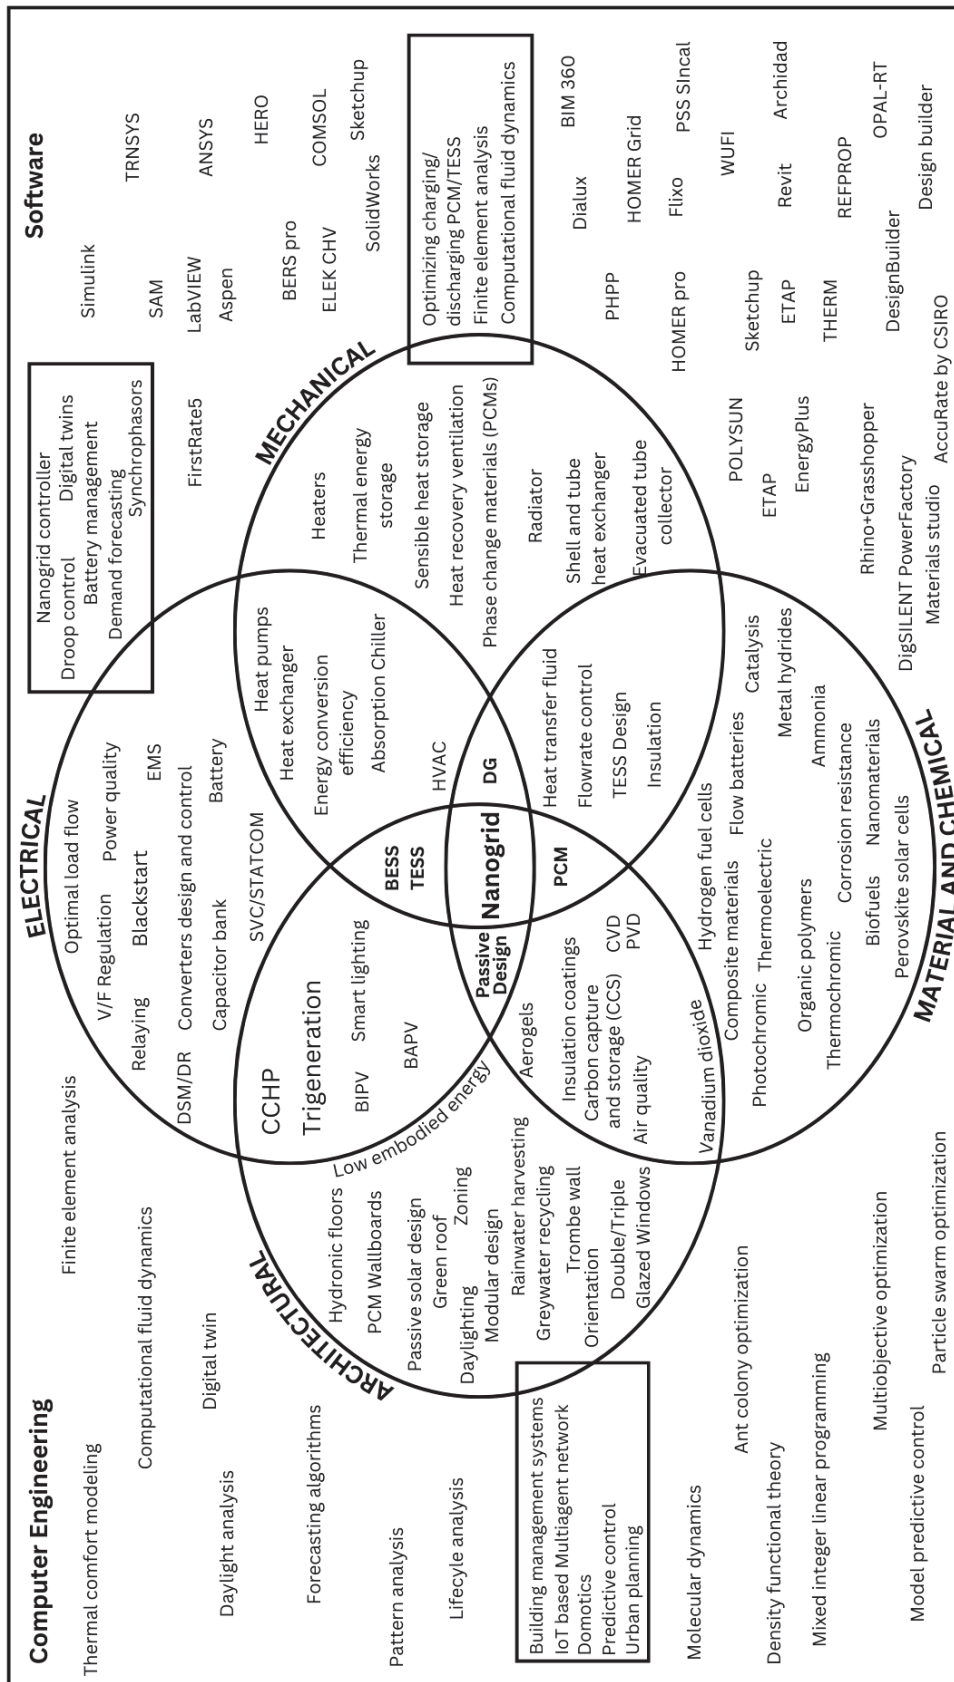 Computer Engineering
Software
Thermal comfort modeling
Finite element analysis
Computational fluid dynamics
Digital twin
Daylight analysis
Forecasting algorithms
Pattern analysis
Lifecyle analysis
Building management systems
IoT based Multiagent network
Domotics
Predictive control
Urban planning
Molecular dynamics
Ant colony optimization
Density functional theory
Mixed integer linear programming
Multiobjective optimization
Model predictive control
Particle swarm optimization
ARCHITECTURAL
Hydronic floors
PCM Wallboards
Passive solar design
Green roof
Zoning
Daylighting
Modular design
Rainwater harvesting
Greywater recycling
Trombe wall
Orientation
Double/Triple
Glazed Windows
Low embodied energy
ELECTRICAL
Optimal load flow
V/F Regulation
Power quality
Relaying
Blackstart
EMS
DSM/DR
Converters design and control
Capacitor bank
Battery
SVC/STATCOM
CCHP
Trigeneration
BIPV
Smart lighting
BAPV
Nanogrid controller
Droop control
Digital twins
Battery management
Demand forecasting
Synchrophasors
Heat pumps
Heat exchanger
Energy conversion
efficiency
Absorption Chiller
HVAC
BESS
TESS
DG
Nanogrid
Passive
Design
PCM
MECHANICAL
Heaters
Thermal energy
storage
Sensible heat storage
Heat recovery ventilation
Phase change materials (PCMs)
Radiator
Shell and tube
heat exchanger
Evacuated tube
collector
Optimizing charging/
discharging PCM/TESS
Finite element analysis
Computational fluid dynamics
Heat transfer fluid
Flowrate control
TESS Design
Insulation
Aerogels
Insulation coatings
CVD
PVD
Carbon capture
and storage (CCS)
Air quality
Vanadium dioxide
MATERIAL AND CHEMICAL
Hydrogen fuel cells
Flow batteries
Catalysis
Composite materials
Metal hydrides
Photochromic
Thermoelectric
Ammonia
Organic polymers
Thermochromic
Corrosion resistance
Biofuels
Nanomaterials
Perovskite solar cells
Simulink
TRNSYS
SAM
LabVIEW
ANSYS
FirstRate5
Aspen
HERO
BERS pro
COMSOL
ELEK CHV
Sketchup
SolidWorks
BIM 360
Dialux
PHPP
HOMER Grid
Flixo
PSS SIncal
HOMER pro
WUFI
Sketchup
POLYSUN
ETAP
ETAP
Revit
Archidad
EnergyPlus
THERM
REFPROP
Rhino+Grasshopper
OPAL-RT
DesignBuilder
DigSILENT PowerFactory
Design builder
Materials studio
AccuRate by CSIRO